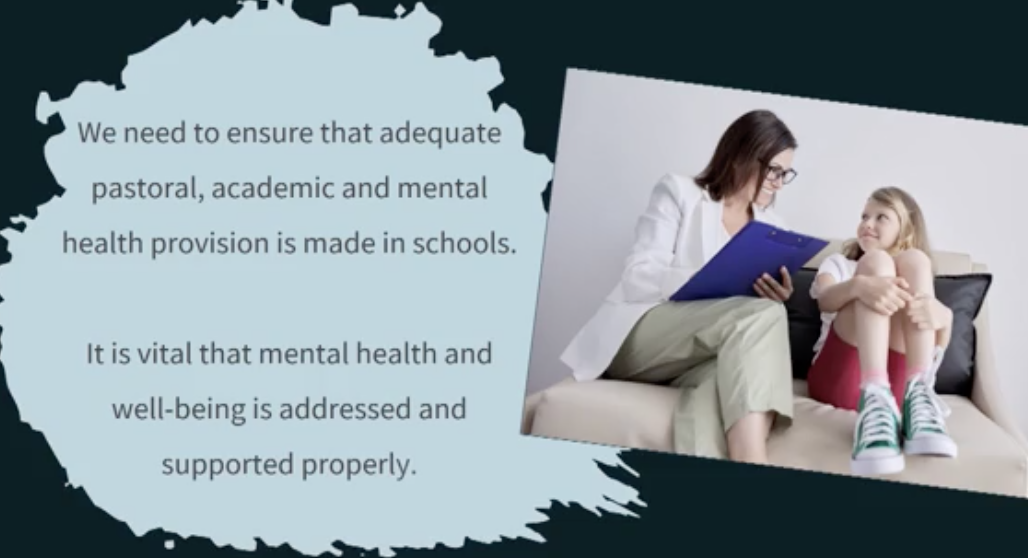 We need to ensure that adequate
pastoral, academic and mental
health provision is made in schools.
It is vital that mental health and
well-being is addressed and
supported properly.